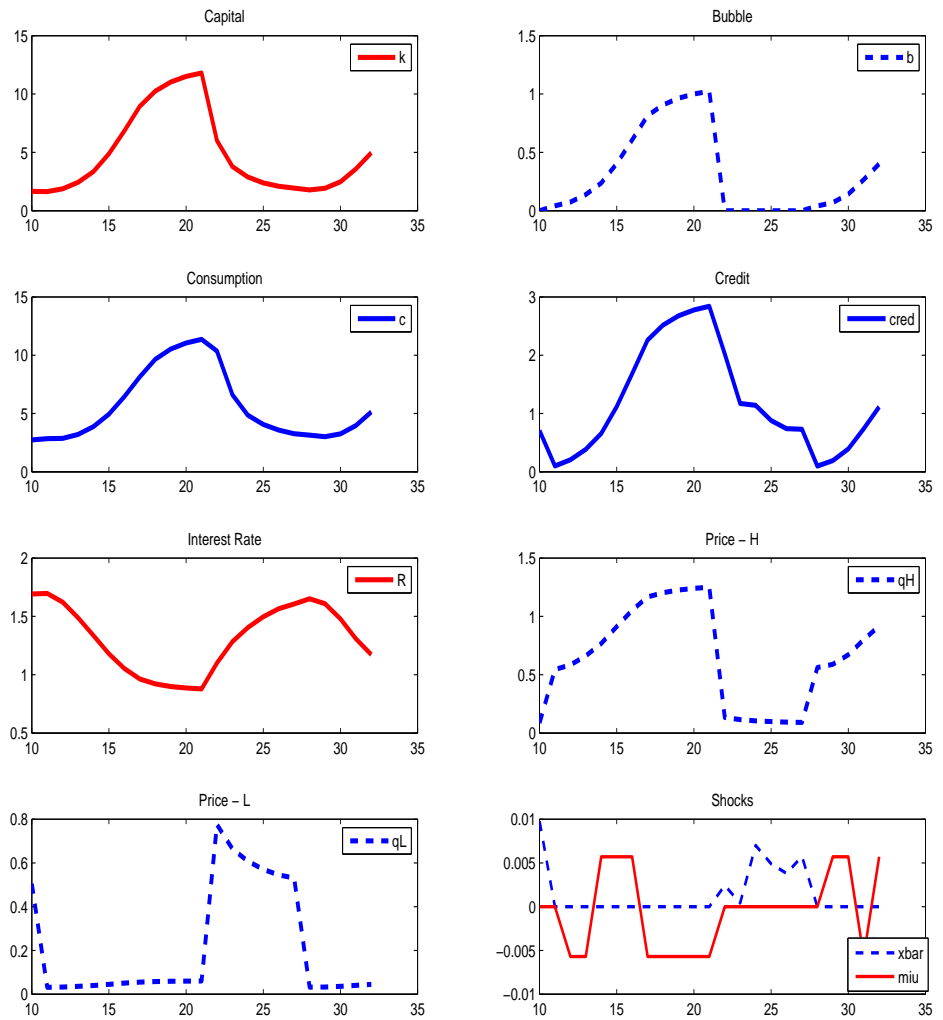 Capital
15
10
5
0
10 15 20 25 30 35
k
Bubble
1.5
1
0.5
0
10 15 20 25 30 35
b
Consumption
15
10
5
0
10 15 20 25 30 35
c
Credit
3
2
1
0
10 15 20 25 30 35
cred
Interest Rate
2
1.5
1
0.5
10 15 20 25 30 35
R
Price − H
1.5
1
0.5
0
10 15 20 25 30 35
qH
Price − L
0.8
0.6
0.4
0.2
0
10 15 20 25 30 35
qL
Shocks
0.01
0.005
0
−0.005
−0.01
10 15 20 25 30 35
xbar
miu